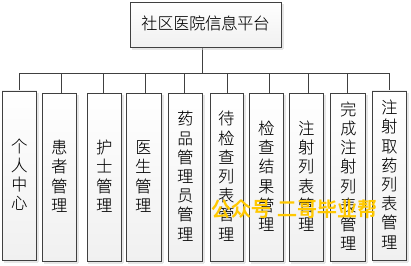 社区医院信息平台
个人中心
患者管理
护士管理
医生管理
药品管理员管理
待检查列表管理
检查结果管理
注射列表管理
完成注射列表管理
注射取药列表管理
公众号 二哥毕业帮